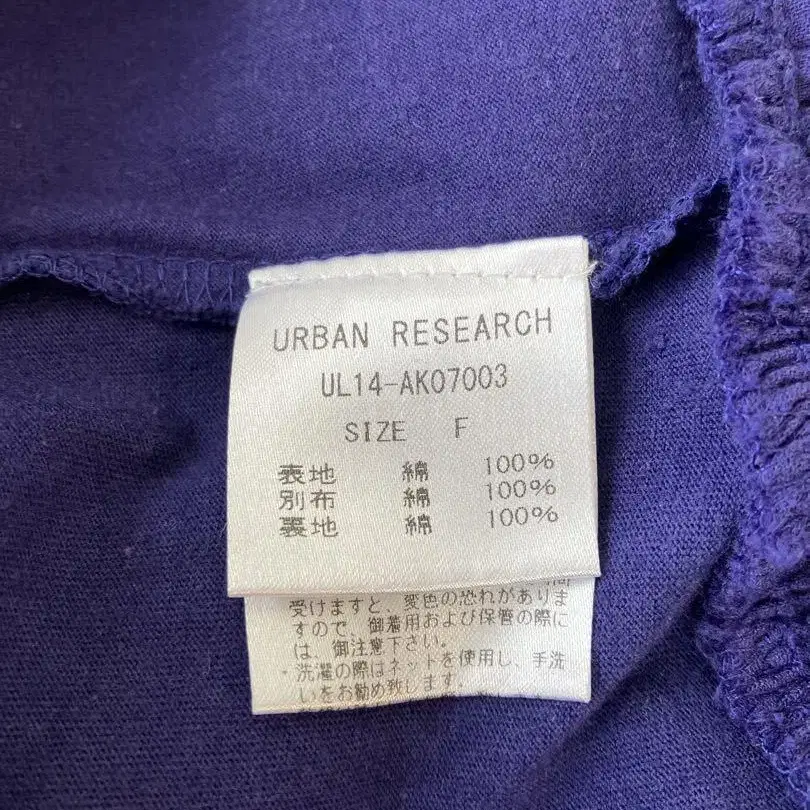 URBAN RESEARCH
UL14-AK07003
SIZE F
表地 綿 100%
別布 綿 100%
裏地 綿 100%
受けますと、変色の恐れがありま
すので、御着用および保管の際に
は、御注意下さい。
・洗濯の際はネットを使用し、手洗
いをお勧め致します。